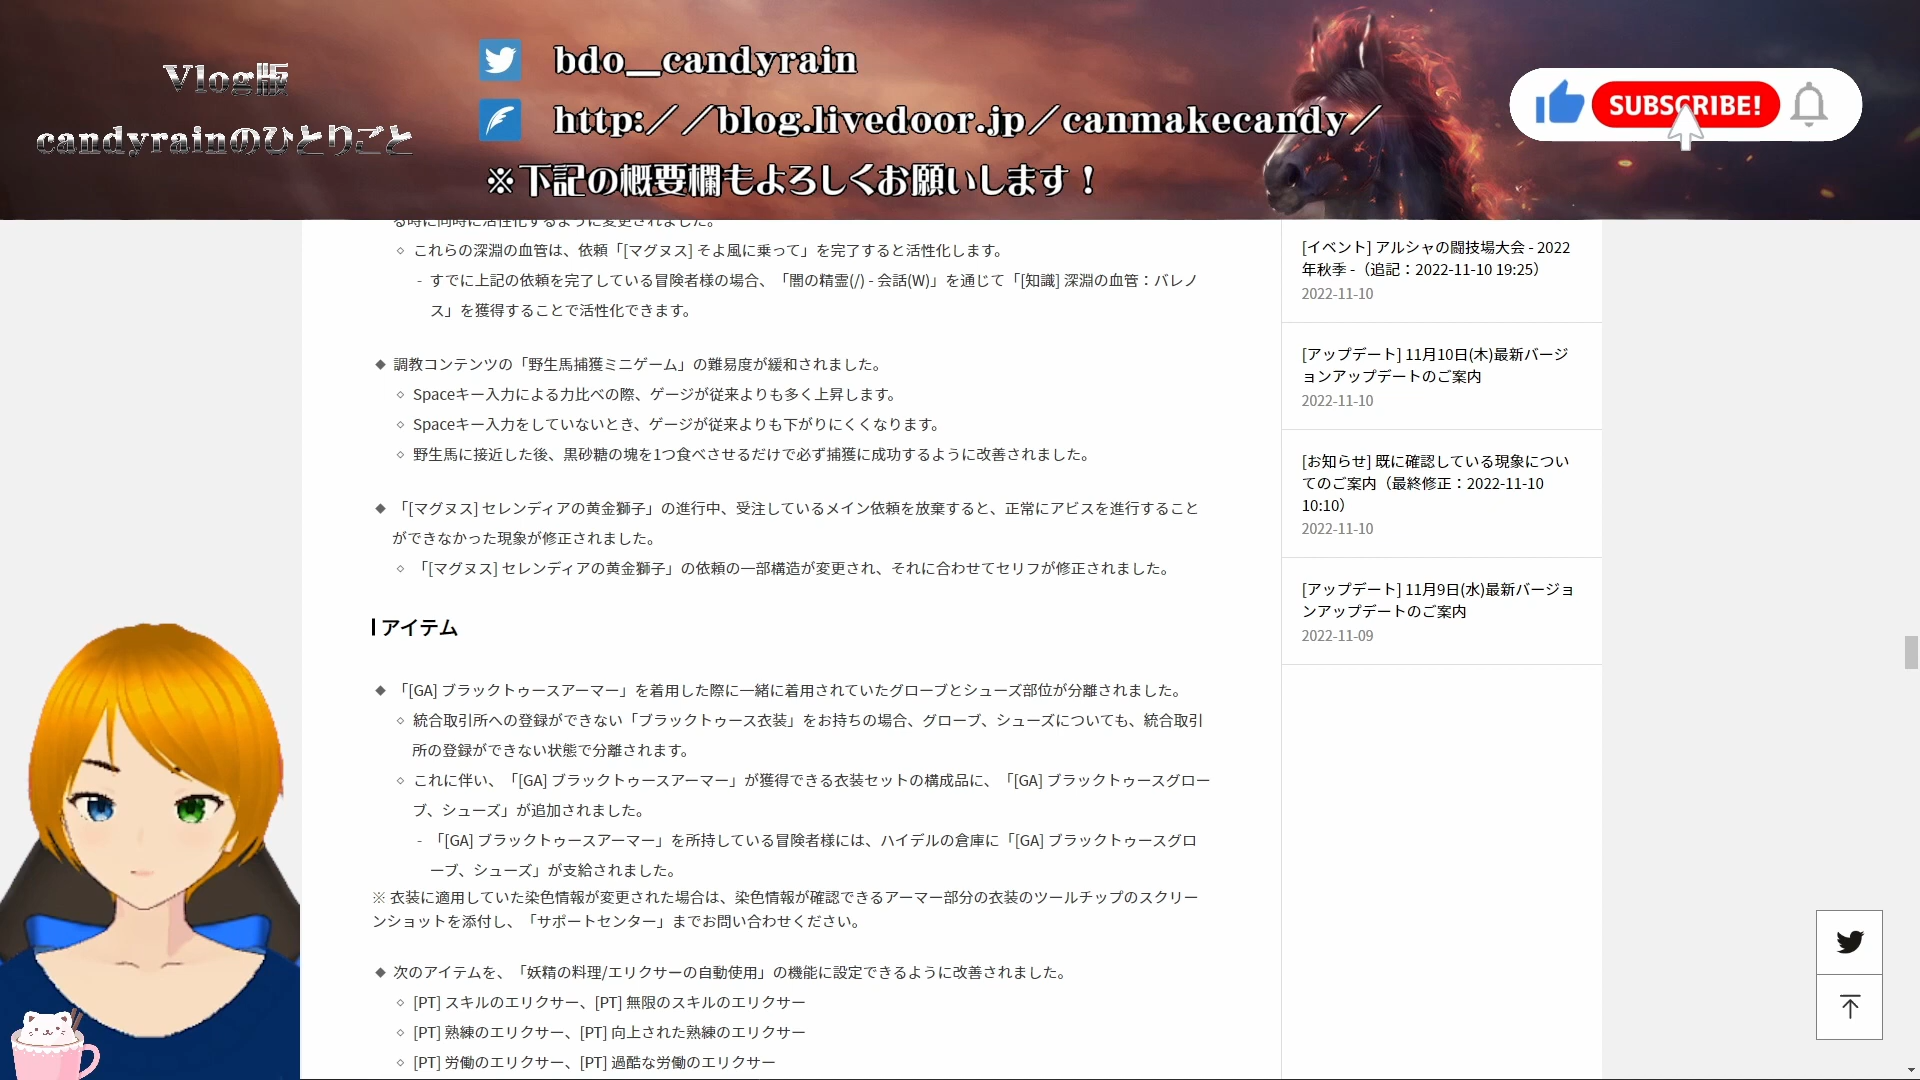 Vlog版
candyrainのひとりごと
bdo__candyrain
http://blog.livedoor.jp/canmakecandy/
※下記の概要欄もよろしくお願いします！
SUBSCRIBE!
る時に同時に活性化するように変更されました。
◇ これらの深淵の血管は、依頼「[マグヌス] そよ風に乗って」を完了すると活性化します。
- すでに上記の依頼を完了している冒険者様の場合、「闇の精霊(/) - 会話(W)」を通じて「[知識] 深淵の血管：バレノ
ス」を獲得することで活性化できます。
◆ 調教コンテンツの「野生馬捕獲ミニゲーム」の難易度が緩和されました。
◇ Spaceキー入力による力比べの際、ゲージが従来よりも多く上昇します。
◇ Spaceキー入力をしていないとき、ゲージが従来よりも下がりにくくなります。
◇ 野生馬に接近した後、黒砂糖の塊を1つ食べさせるだけで必ず捕獲に成功するように改善されました。
◆ 「[マグヌス] セレンディアの黄金獅子」の進行中、受注しているメイン依頼を放棄すると、正常にアビスを進行すること
ができなかった現象が修正されました。
◇ 「[マグヌス] セレンディアの黄金獅子」の依頼の一部構造が変更され、それに合わせてセリフが修正されました。
アイテム
◆ 「[GA] ブラックトゥースアーマー」を着用した際に一緒に着用されていたグローブとシューズ部位が分離されました。
◇ 統合取引所への登録ができない「ブラックトゥース衣装」をお持ちの場合、グローブ、シューズについても、統合取引
所の登録ができない状態で分離されます。
◇ これに伴い、「[GA] ブラックトゥースアーマー」が獲得できる衣装セットの構成品に、「[GA] ブラックトゥースグロー
ブ、シューズ」が追加されました。
- 「[GA] ブラックトゥースアーマー」を所持している冒険者様には、ハイデルの倉庫に「[GA] ブラックトゥースグロ
ーブ、シューズ」が支給されました。
※ 衣装に適用していた染色情報が変更された場合は、染色情報が確認できるアーマー部分の衣装のツールチップのスクリー
ンショットを添付し、「サポートセンター」までお問い合わせください。
◆ 次のアイテムを、「妖精の料理/エリクサーの自動使用」の機能に設定できるように改善されました。
◇ [PT] スキルのエリクサー、[PT] 無限のスキルのエリクサー
◇ [PT] 熟練のエリクサー、[PT] 向上された熟練のエリクサー
◇ [PT] 労働のエリクサー、[PT] 過酷な労働のエリクサー
[イベント] アルシャの闘技場大会 - 2022
年秋季 -（追記：2022-11-10 19:25）
2022-11-10
[アップデート] 11月10日(木)最新バージ
ョンアップデートのご案内
2022-11-10
[お知らせ] 既に確認している現象につい
てのご案内（最終修正：2022-11-10
10:10）
2022-11-10
[アップデート] 11月9日(水)最新バージョ
ンアップデートのご案内
2022-11-09